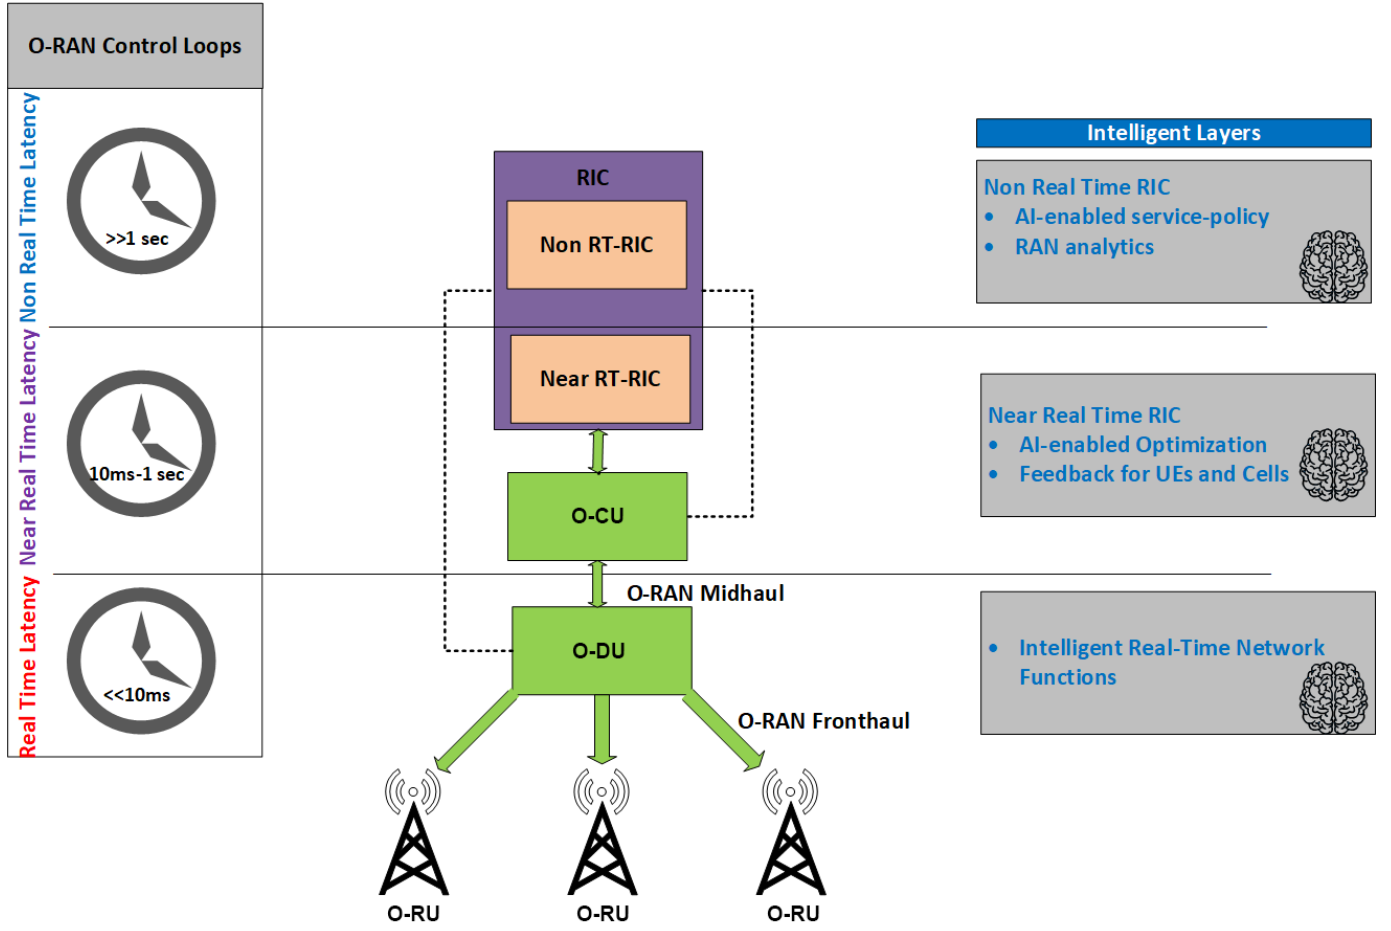 O-RAN Control Loops
Non Real Time Latency
>>1 sec
Near Real Time Latency
10ms-1 sec
Real Time Latency
<<10ms
RIC
Non RT-RIC
Near RT-RIC
O-CU
O-RAN Midhaul
O-DU
O-RAN Fronthaul
O-RU
O-RU
O-RU
Intelligent Layers
Non Real Time RIC
• AI-enabled service-policy
• RAN analytics
Near Real Time RIC
• AI-enabled Optimization
• Feedback for UEs and Cells
• Intelligent Real-Time Network
Functions